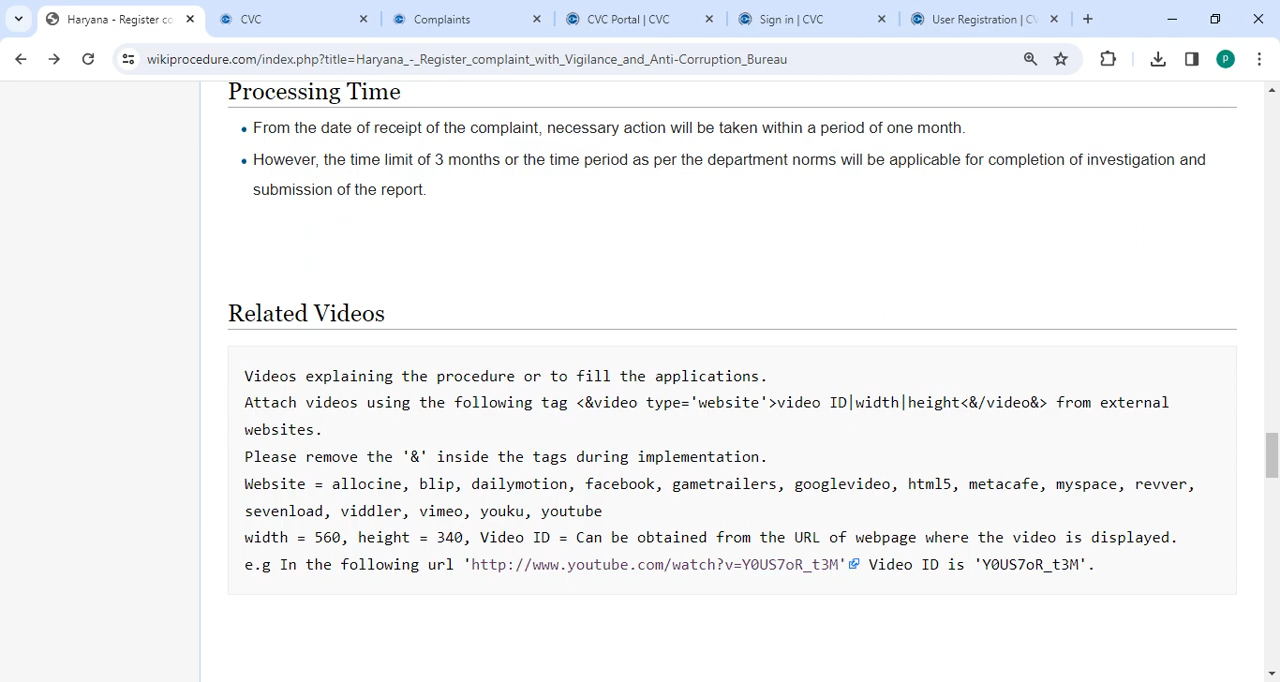 Haryana - Register co
CVC
Complaints
CVC Portal | CVC
Sign in | CVC
User Registration | CV
wikiprocedure.com/index.php?title=Haryana_-_Register_complaint_with_Vigilance_and_Anti-Corruption_Bureau
P
Processing Time
From the date of receipt of the complaint, necessary action will be taken within a period of one month.
However, the time limit of 3 months or the time period as per the department norms will be applicable for completion of investigation and
submission of the report.
Related Videos
Videos explaining the procedure or to fill the applications.
Attach videos using the following tag <&video type='website'>video ID|width|height<&/video&> from external
websites.
Please remove the '&' inside the tags during implementation.
Website = allocine, blip, dailymotion, facebook, gametrailers, googlevideo, html5, metacafe, myspace, revver,
sevenload, viddler, vimeo, youku, youtube
width = 560, height = 340, Video ID = Can be obtained from the URL of webpage where the video is displayed.
e.g In the following url 'http://www.youtube.com/watch?v=Y0US7oR_t3M' Video ID is 'Y0US7oR_t3M'.